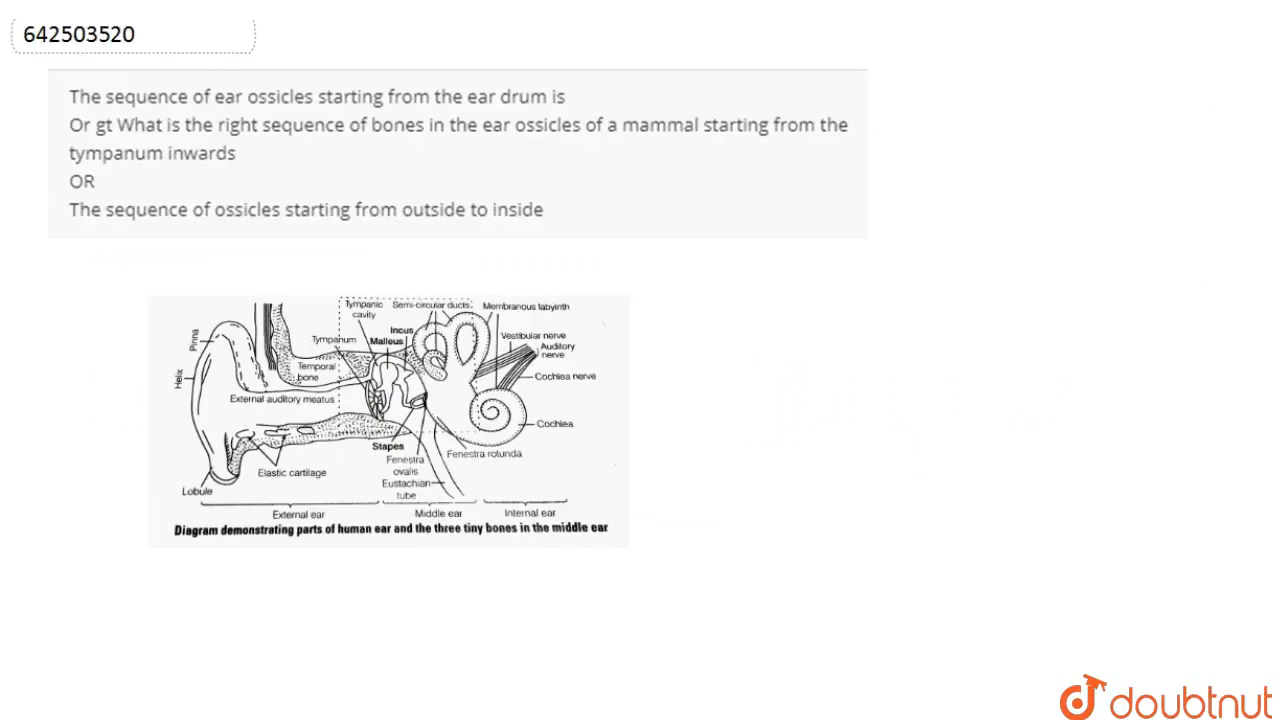 642503520
The sequence of ear ossicles starting from the ear drum is
Or gt What is the right sequence of bones in the ear ossicles of a mammal starting from the
tympanum inwards
OR
The sequence of ossicles starting from outside to inside
Tympanic
cavity
Semi-circular ducts
Membranous labyinth
Pinna
Tympanum
Incus
Malleus
Vestibular nerve
Auditory
nerve
Helix
Temporal
bone
Cochlea nerve
External auditory meatus
Cochlea
Stapes
Fenestra
ovalis
Fenestra rotunda
Elastic cartilage
Eustachian
tube
Lobule
External ear
Middle ear
Internal ear
Diagram demonstrating parts of human ear and the three tiny bones in the middle ear
doubtnut